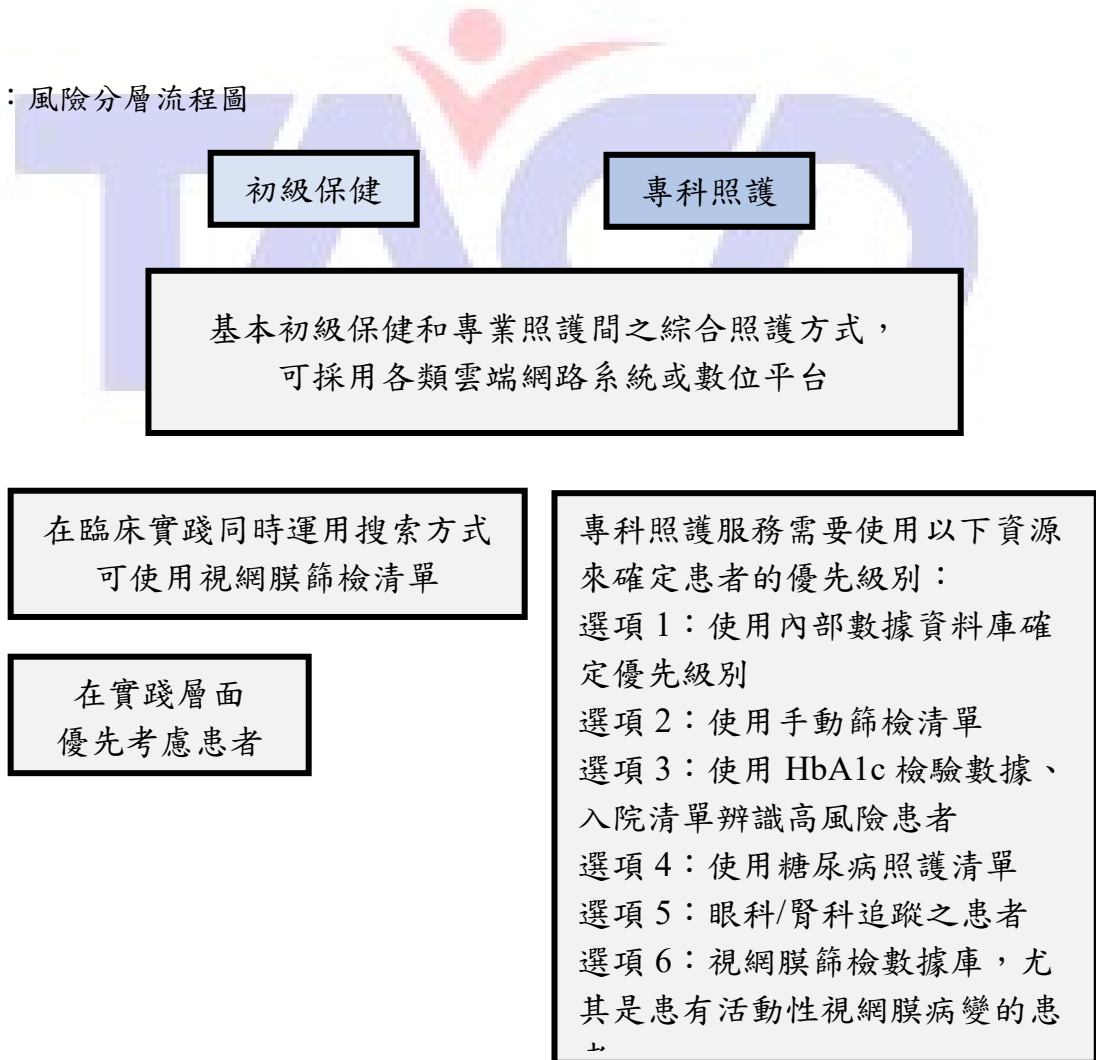 ：風險分層流程圖
初級保健
專科照護
基本初級保健和專業照護間之綜合照護方式，
可採用各類雲端網路系統或數位平台
在臨床實踐同時運用搜索方式
可使用視網膜篩檢清單
在實踐層面
優先考慮患者
專科照護服務需要使用以下資源
來確定患者的優先級別：
選項 1：使用內部數據資料庫確
定優先級別
選項 2：使用手動篩檢清單
選項 3：使用 HbA1c 檢驗數據、
入院清單辨識高風險患者
選項 4：使用糖尿病照護清單
選項 5：眼科/腎科追蹤之患者
選項 6：視網膜篩檢數據庫，尤
其是患有活動性視網膜病變的患